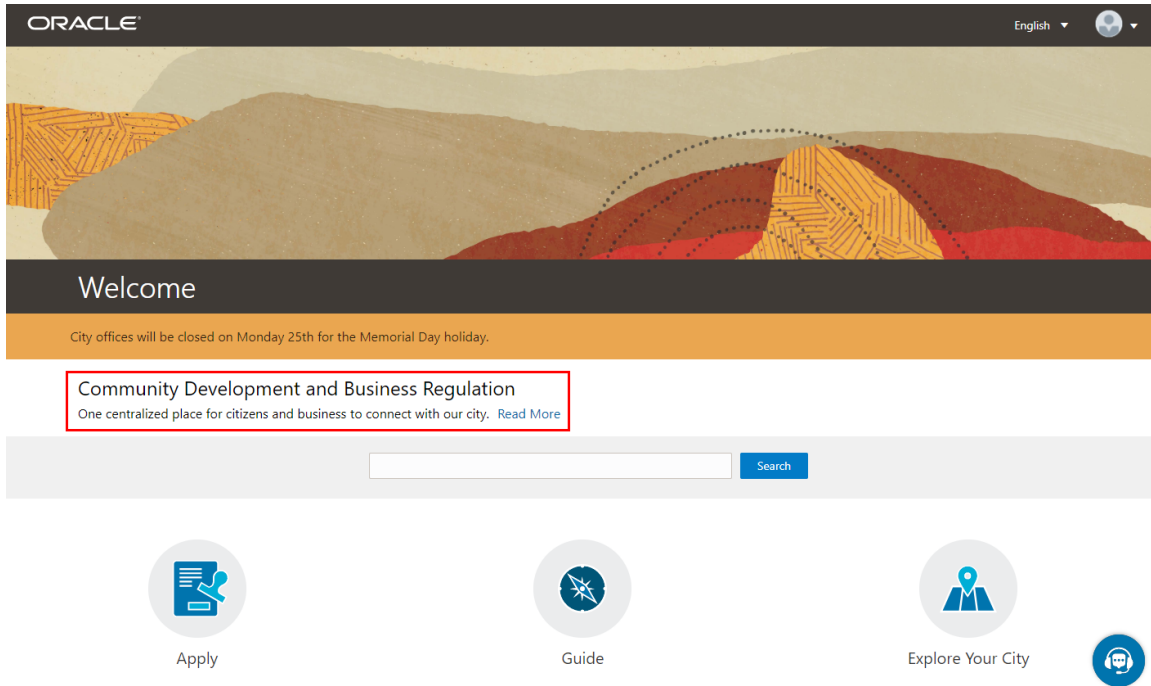 ORACLE
English
Welcome
City offices will be closed on Monday 25th for the Memorial Day holiday.
Community Development and Business Regulation
One centralized place for citizens and business to connect with our city. Read More
Search
Apply
Guide
Explore Your City